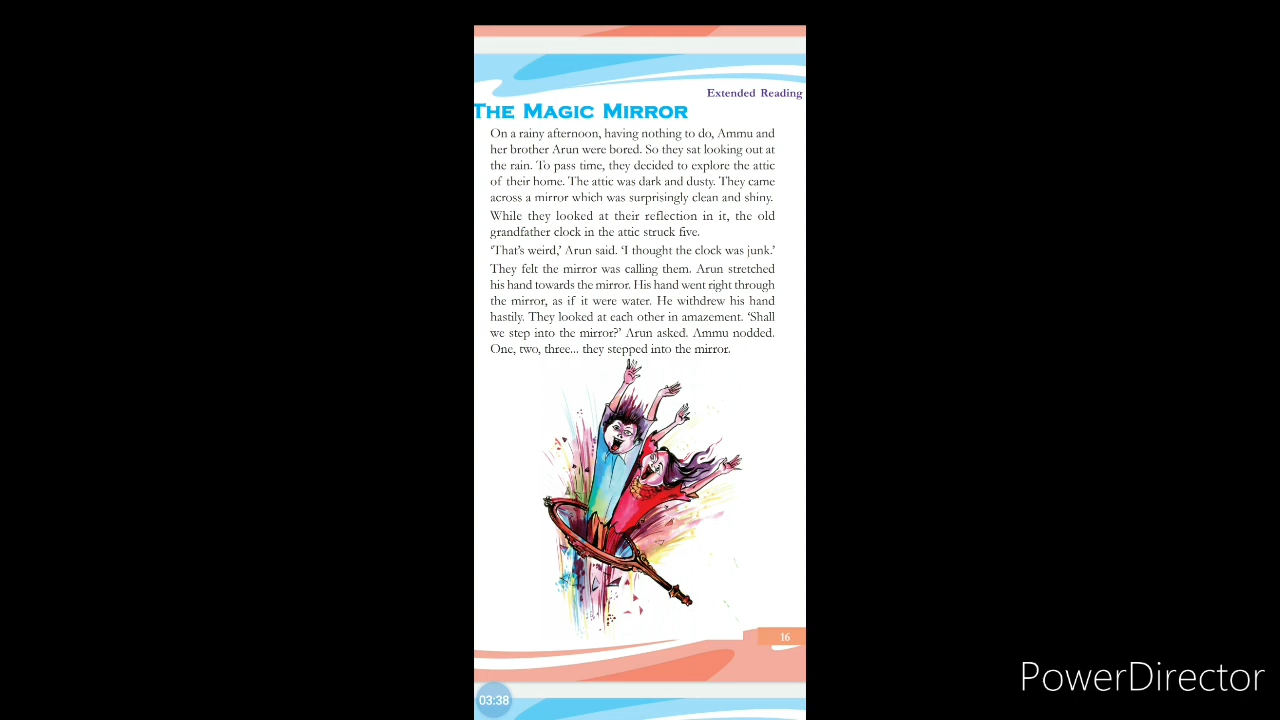 Extended Reading
THE MAGIC MIRROR
On a rainy afternoon, having nothing to do, Ammu and
her brother Arun were bored. So they sat looking out at
the rain. To pass time, they decided to explore the attic
of their home. The attic was dark and dusty. They came
across a mirror which was surprisingly clean and shiny.
While they looked at their reflection in it, the old
grandfather clock in the attic struck five.
‘That’s weird,’ Arun said. ‘I thought the clock was junk.’
They felt the mirror was calling them. Arun stretched
his hand towards the mirror. His hand went right through
the mirror, as if it were water. He withdrew his hand
hastily. They looked at each other in amazement. ‘Shall
we step into the mirror?’ Arun asked. Ammu nodded.
One, two, three... they stepped into the mirror.
16
03:38
PowerDirector